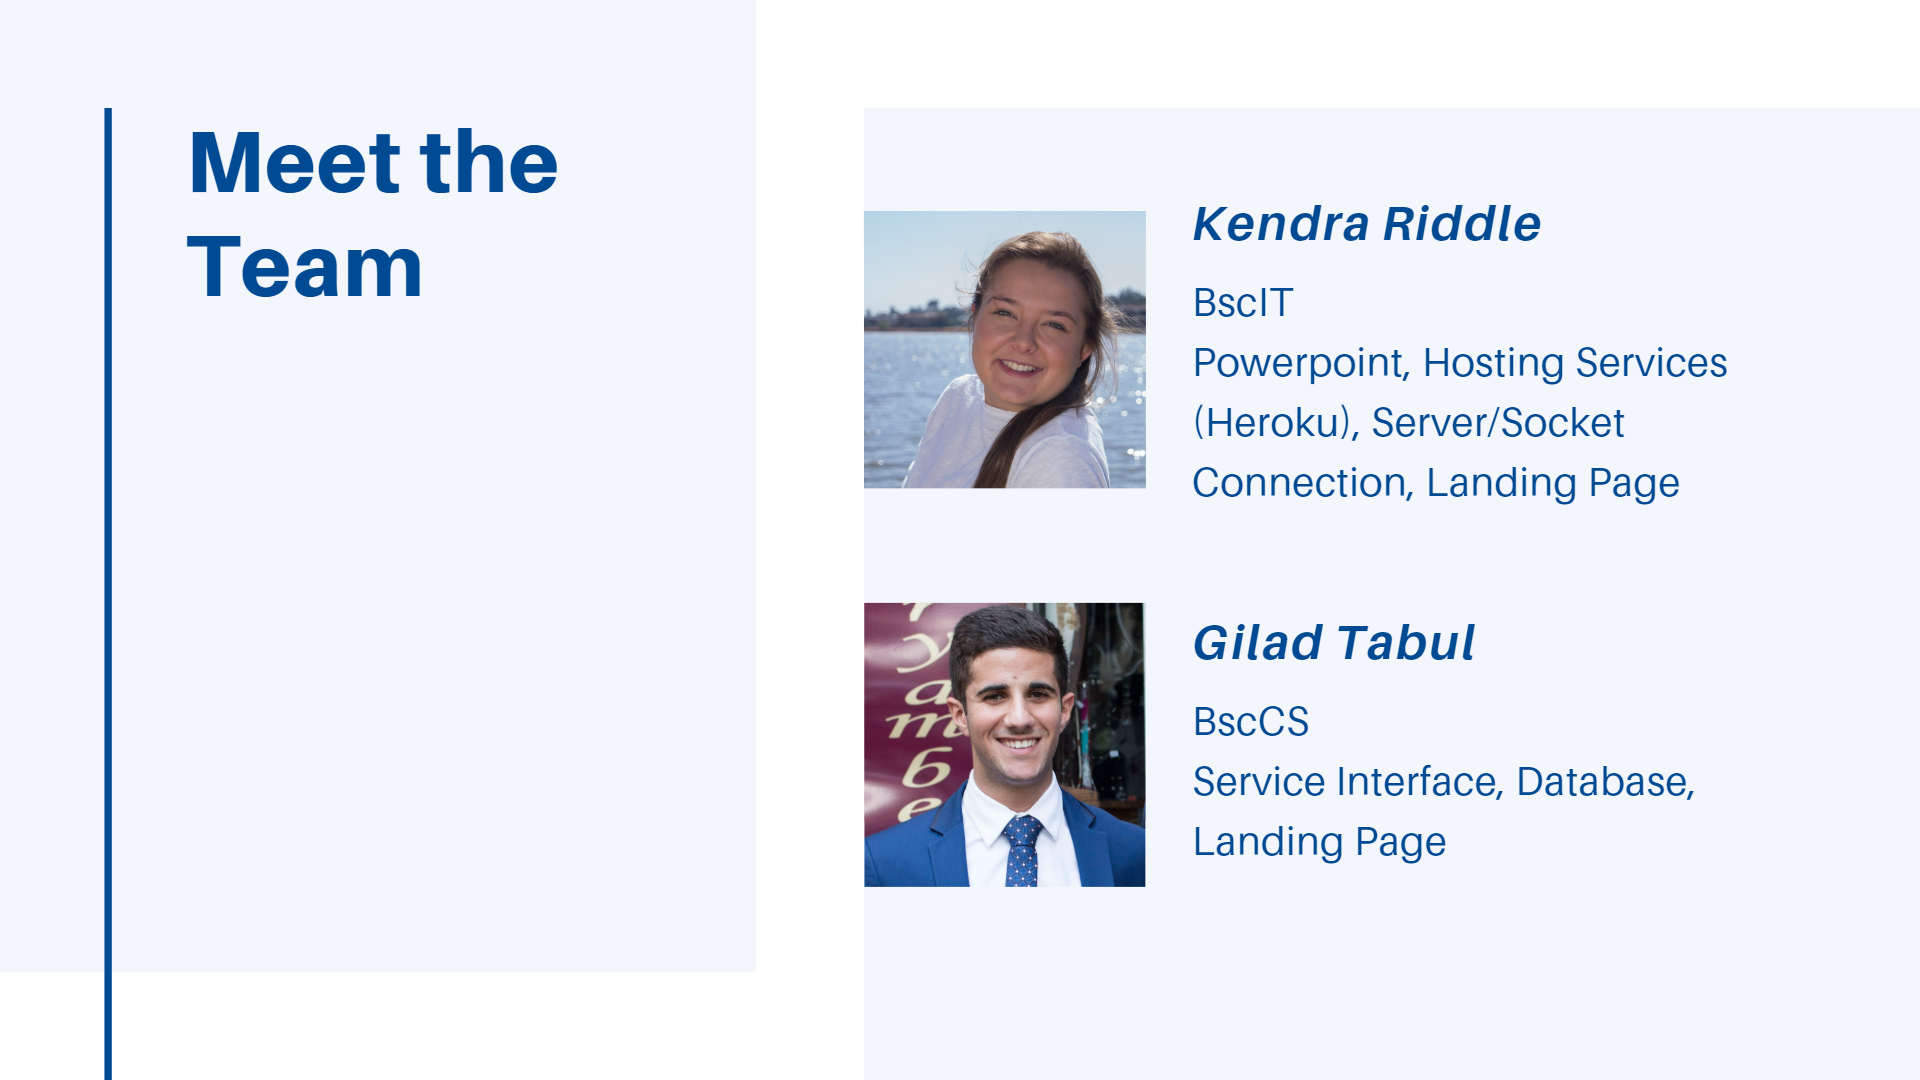 Meet the
Team
Kendra Riddle
BscIT
Powerpoint, Hosting Services
(Heroku), Server/Socket
Connection, Landing Page
Gilad Tabul
BscCS
Service Interface, Database,
Landing Page